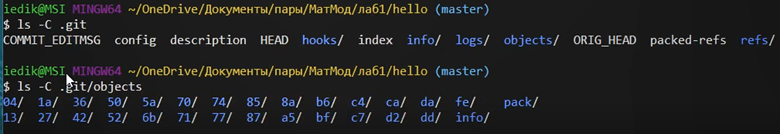 iedik@MSI MINGW64 ~/OneDrive/Документы/пары/МатМод/ла61/hello (master)
$ ls -C .git
COMMIT_EDITMSG config description HEAD hooks/ index info/ logs/ objects/ ORIG_HEAD packed-refs refs/
iedik@MSI MINGW64 ~/OneDrive/Документы/пары/МатМод/ла61/hello (master)
$ ls -C .git/objects
04/ 1a/ 36/ 50/ 5a/ 70/ 74/ 85/ 8a/ b6/ c4/ ca/ da/ fe/ pack/
13/ 27/ 42/ 52/ 6b/ 71/ 77/ 87/ a5/ bf/ c7/ d2/ dd/ info/